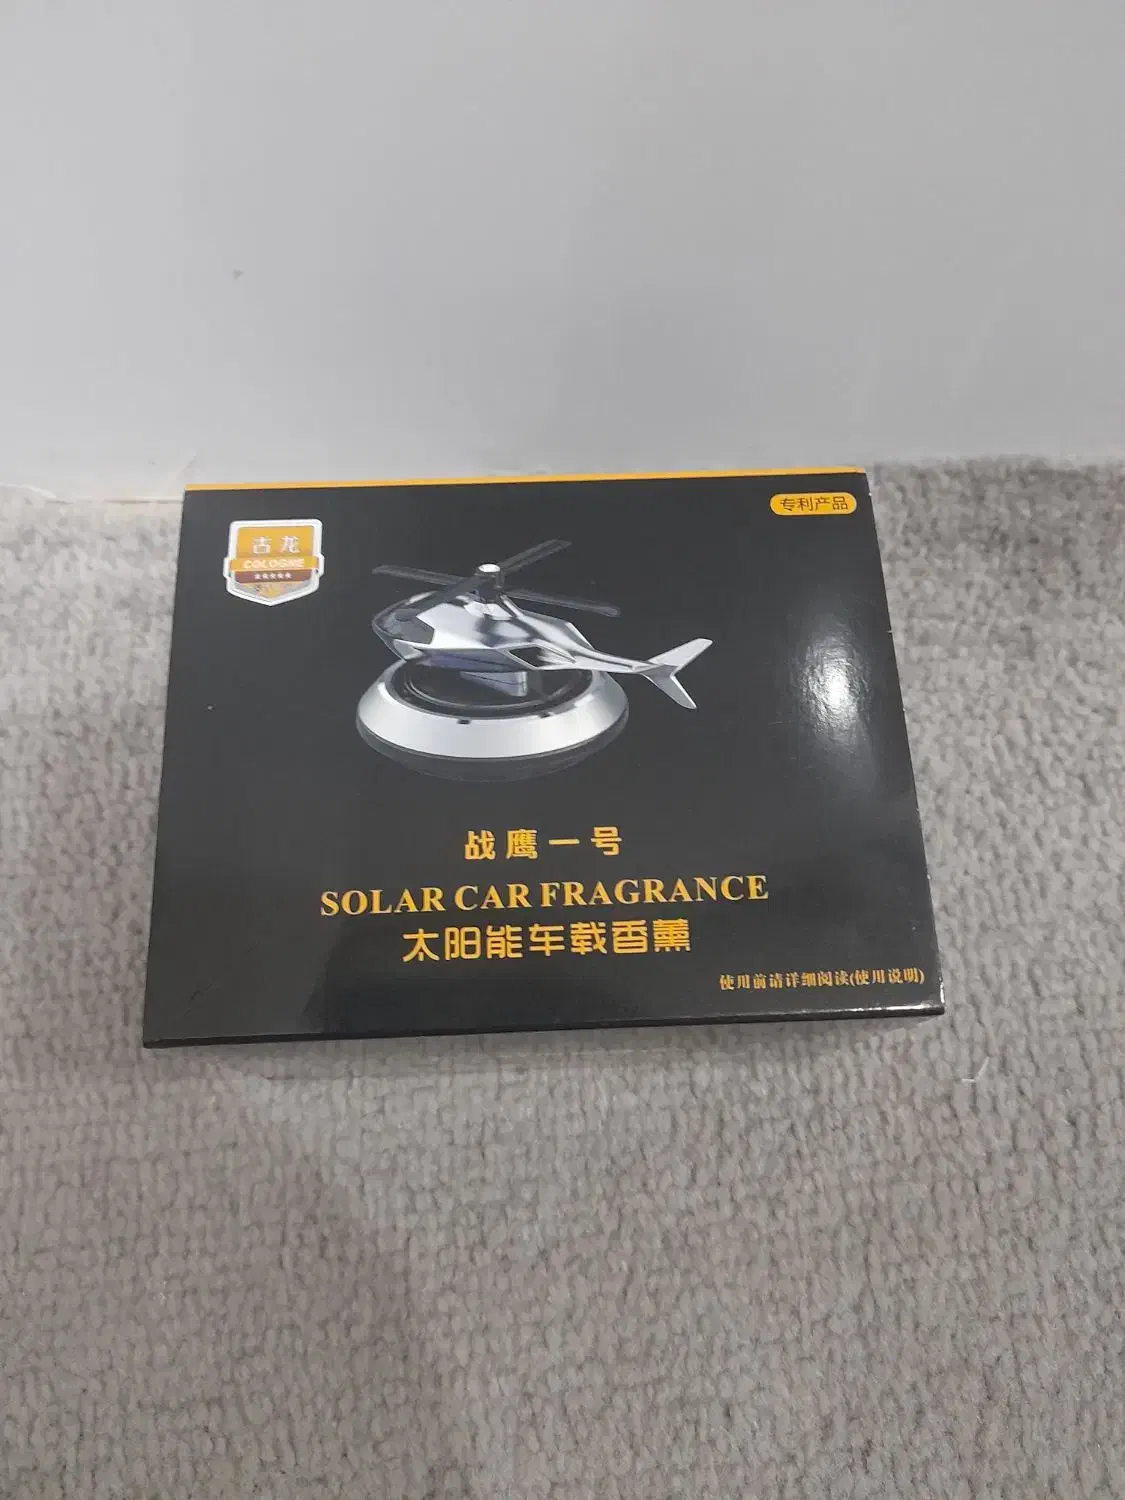 专利产品
古龙
COLOGNE
战鹰一号
SOLAR CAR FRAGRANCE
太阳能车载香薰
使用前请详细阅读(使用说明)